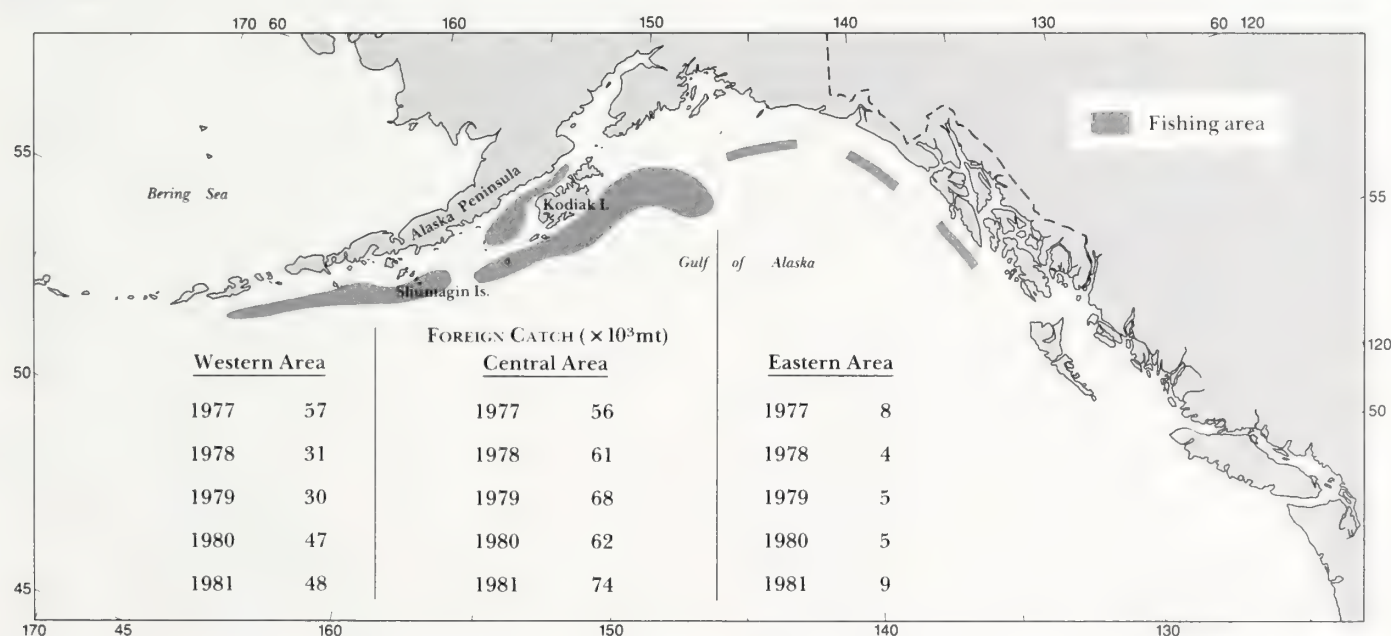 170 60 160 150 140 130 60 120
Fishing area
55
Bering Sea
Alaska Peninsula
Kodiak I.
55
Gulf of Alaska
Shumagin Is.
FOREIGN CATCH (×10³mt)
Western Area Central Area Eastern Area
120
50
1977 57 1977 56 1977 8
50
1978 31 1978 61 1978 4
1979 30 1979 68 1979 5
1980 47 1980 62 1980 5
1981 48 1981 74 1981 9
45
170 45 160 150 140 130